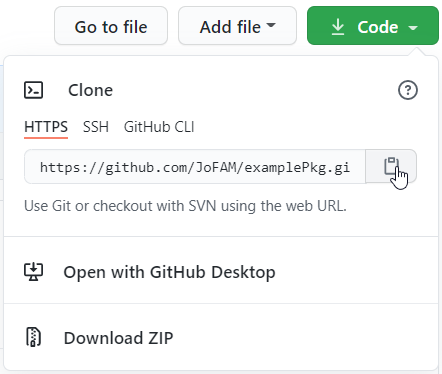 Go to file Add file Code
Clone
HTTPS SSH GitHub CLI
https://github.com/JoFAM/examplePkg.gi
Use Git or checkout with SVN using the web URL.
Open with GitHub Desktop
Download ZIP